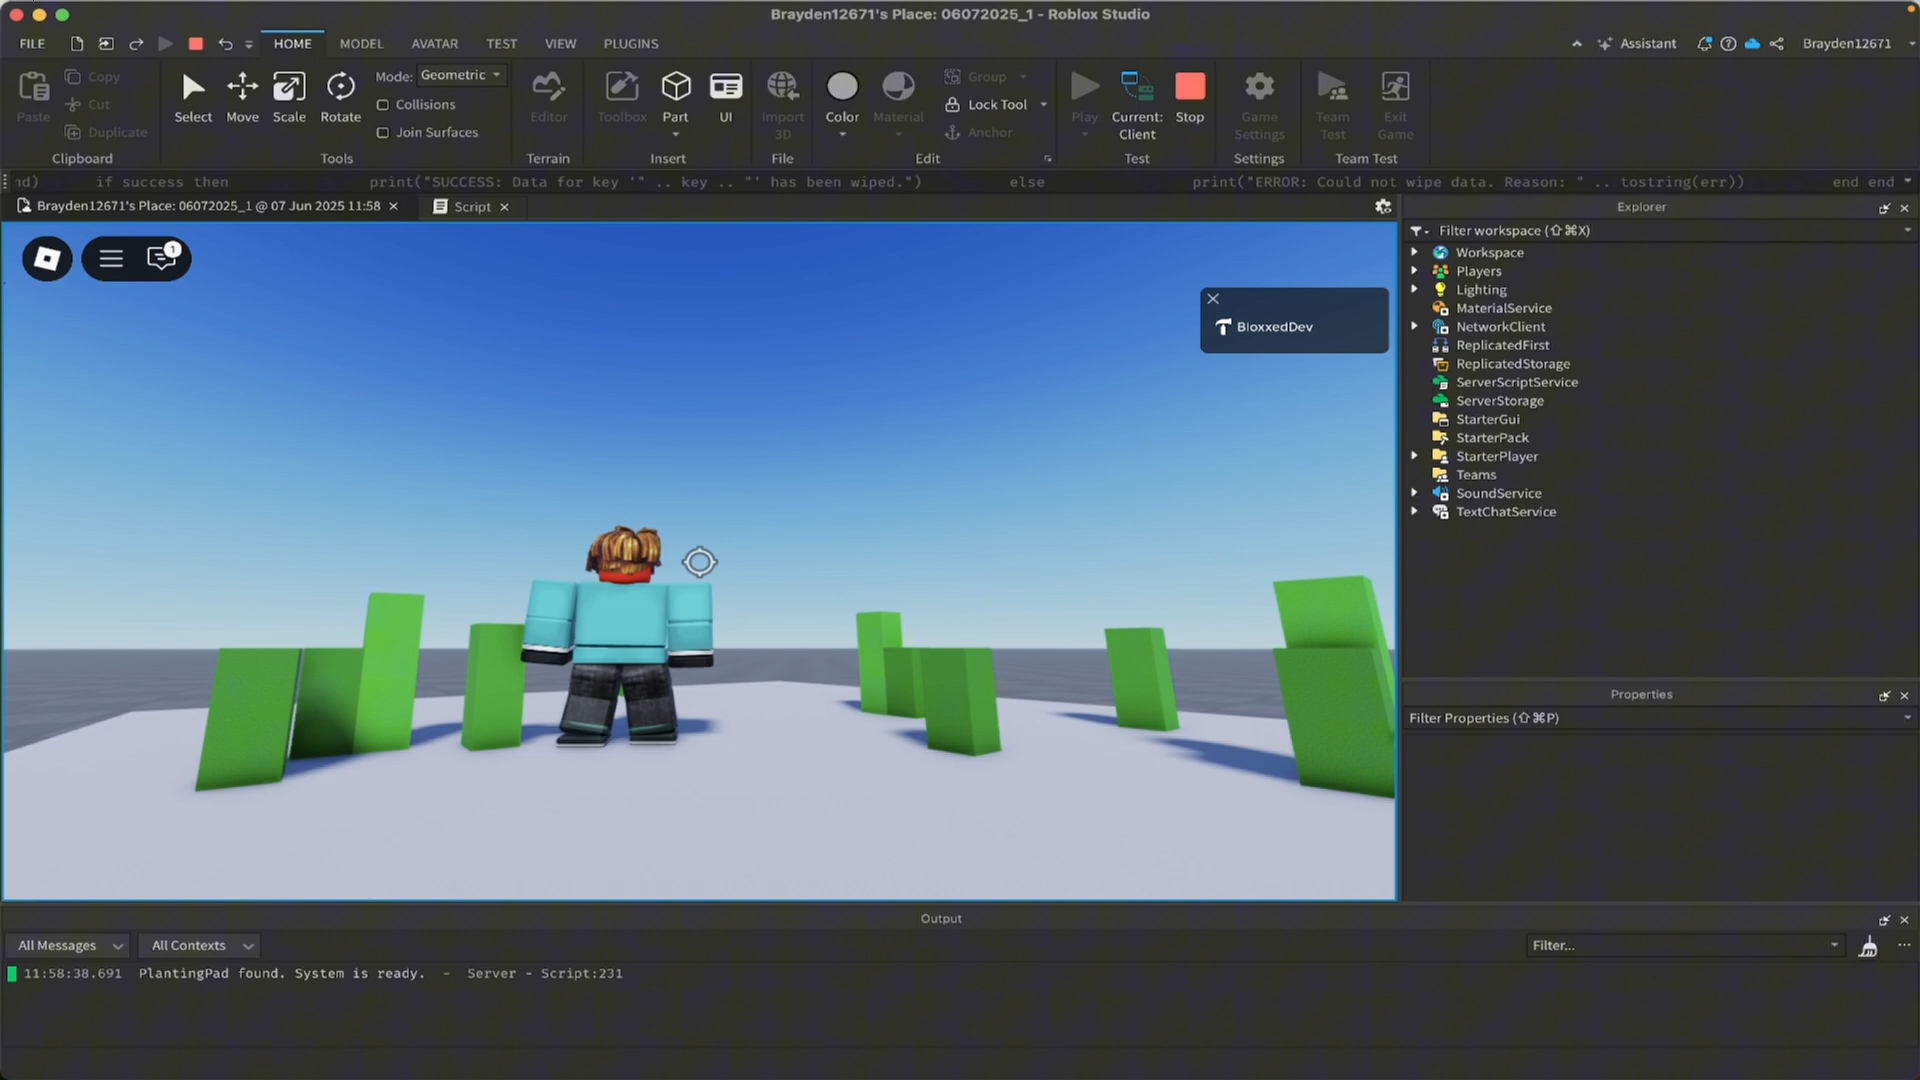 Brayden12671's Place: 06072025_1 - Roblox Studio
FILE HOME MODEL AVATAR TEST VIEW PLUGINS Assistant Brayden12671
Paste Copy Cut Duplicate Clipboard
Select Move Scale Rotate Mode: Geometric Collisions Join Surfaces Tools
Editor Terrain
Toolbox Part UI Insert
Import 3D File
Color Material Group Lock Tool Anchor Edit
Play Current: Client Stop Test
Game Settings Settings
Team Test Exit Game Team Test
nd) if success then print("SUCCESS: Data for key '" .. key .. "' has been wiped.") else print("ERROR: Could not wipe data. Reason: " .. tostring(err)) end end
Brayden12671's Place: 06072025_1 @ 07 Jun 2025 11:58 Script
1
BloxxedDev
Explorer
Filter workspace (⇧⌘X)
Workspace
Players
Lighting
MaterialService
NetworkClient
ReplicatedFirst
ReplicatedStorage
ServerScriptService
ServerStorage
StarterGui
StarterPack
StarterPlayer
Teams
SoundService
TextChatService
Properties
Filter Properties (⇧⌘P)
Output
All Messages All Contexts Filter...
11:58:38.691 PlantingPad found. System is ready. - Server - Script:231